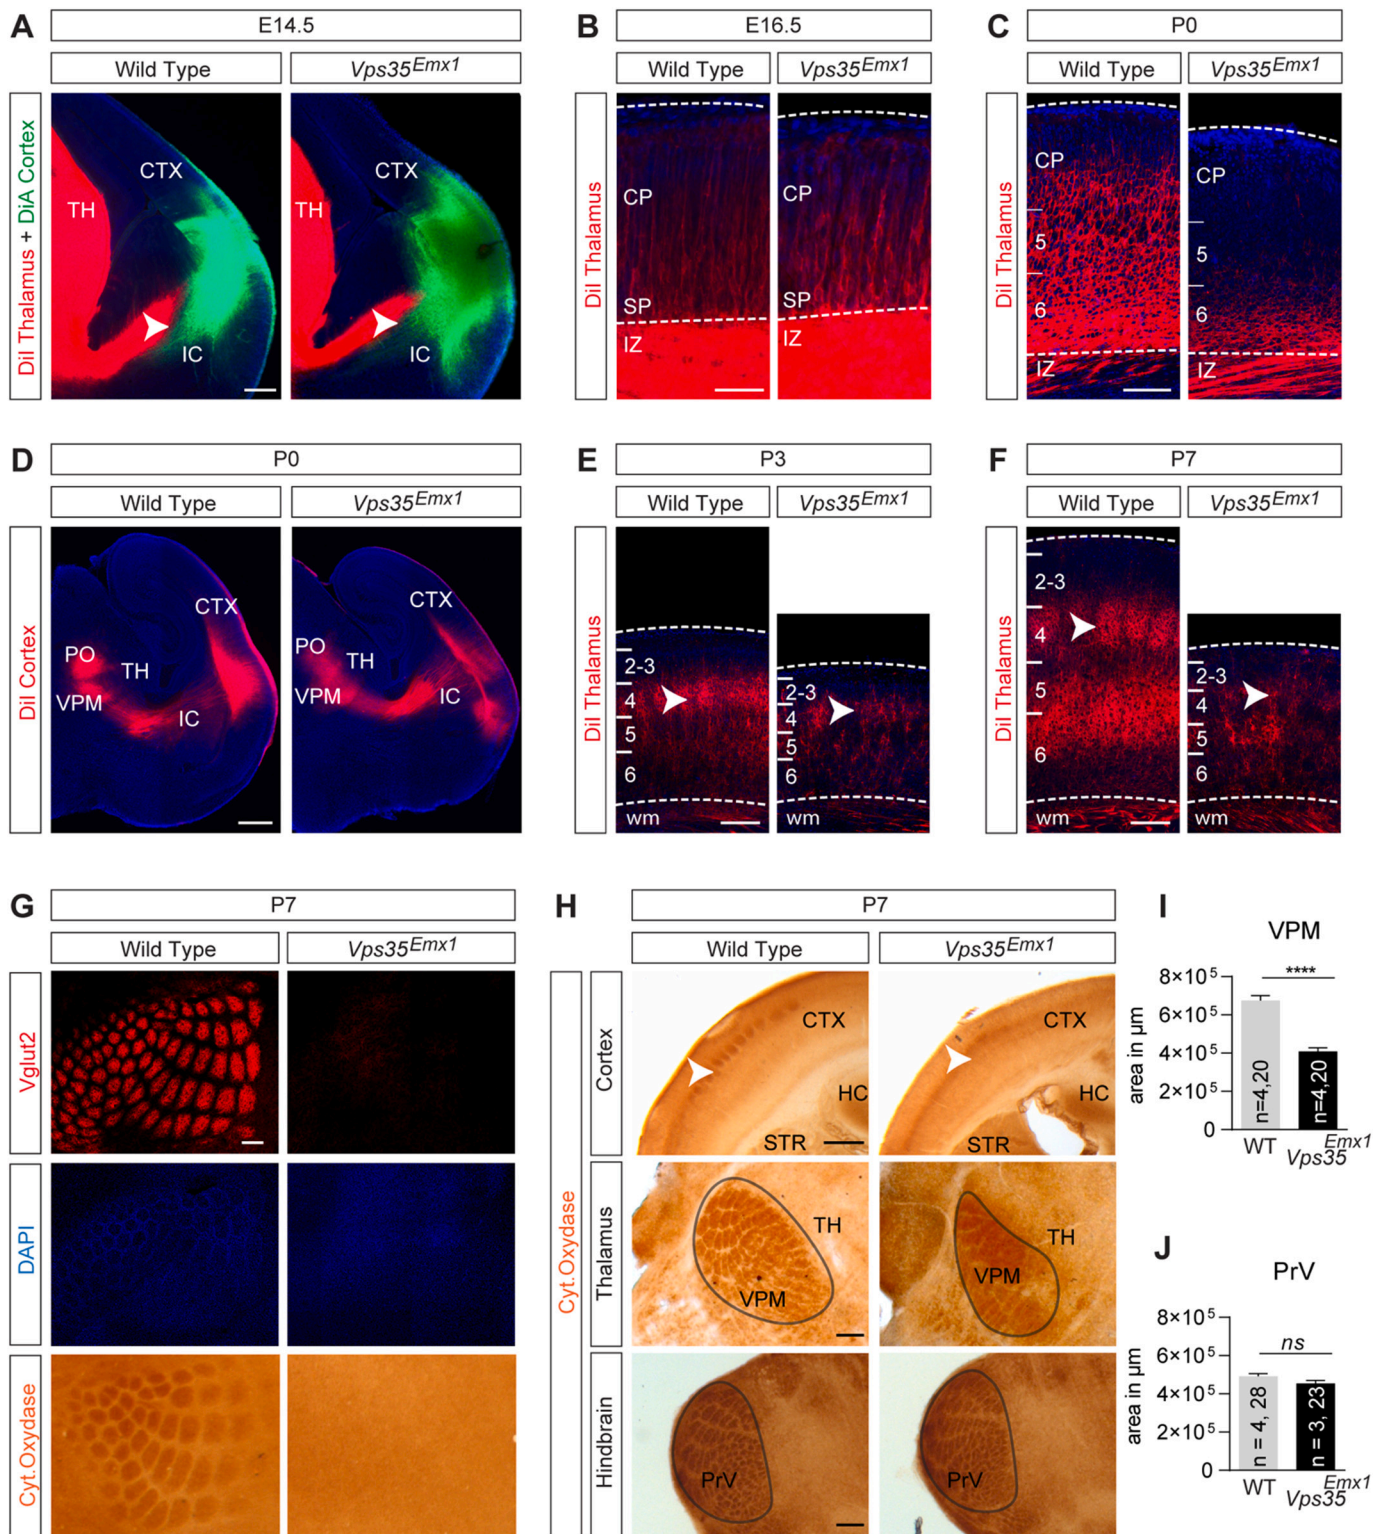 A
E14.5
Wild Type
Vps35Emx1
DiI Thalamus + DiA Cortex
CTX
TH
IC
CTX
TH
IC
B
E16.5
Wild Type
Vps35Emx1
DiI Thalamus
CP
SP
IZ
CP
SP
IZ
C
P0
Wild Type
Vps35Emx1
DiI Thalamus
CP
5
6
IZ
CP
5
6
IZ
D
P0
Wild Type
Vps35Emx1
DiI Cortex
CTX
PO
TH
VPM
IC
CTX
PO
TH
VPM
IC
E
P3
Wild Type
Vps35Emx1
DiI Thalamus
2-3
4
5
6
wm
2-3
4
5
6
wm
F
P7
Wild Type
Vps35Emx1
DiI Thalamus
2-3
4
5
6
wm
2-3
4
5
6
wm
G
P7
Wild Type
Vps35Emx1
Vglut2
DAPI
Cyt.Oxydase
H
P7
Wild Type
Vps35Emx1
Cyt.Oxydase
Cortex
CTX
HC
STR
CTX
HC
STR
Thalamus
TH
VPM
TH
VPM
Hindbrain
PrV
PrV
I
VPM
area in µm
8×10⁵
6×10⁵
4×10⁵
2×10⁵
0
****
n=4,20
n=4,20
WT
Vps35Emx1
J
PrV
area in µm
8×10⁵
6×10⁵
4×10⁵
2×10⁵
0
ns
n = 4, 28
n = 3, 23
WT
Vps35Emx1